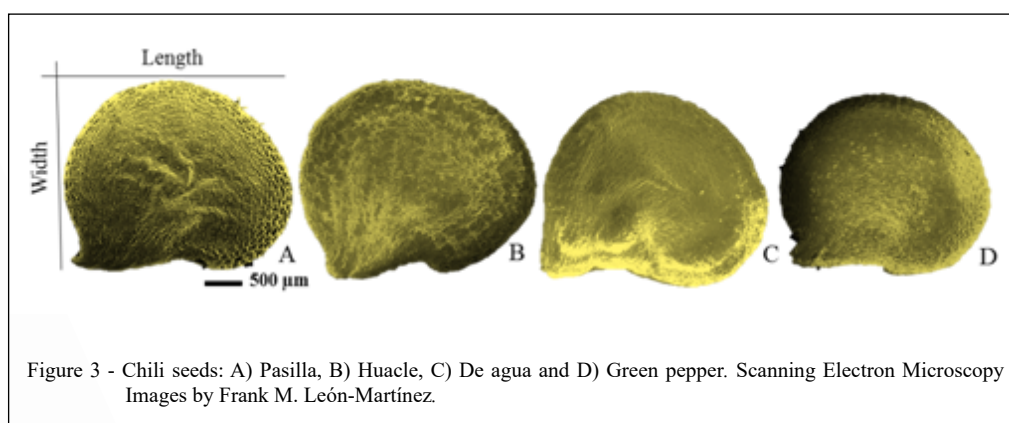 Length
Width
A
B
C
D
500 µm
Figure 3 - Chili seeds: A) Pasilla, B) Huacle, C) De agua and D) Green pepper. Scanning Electron Microscopy
Images by Frank M. León-Martínez.